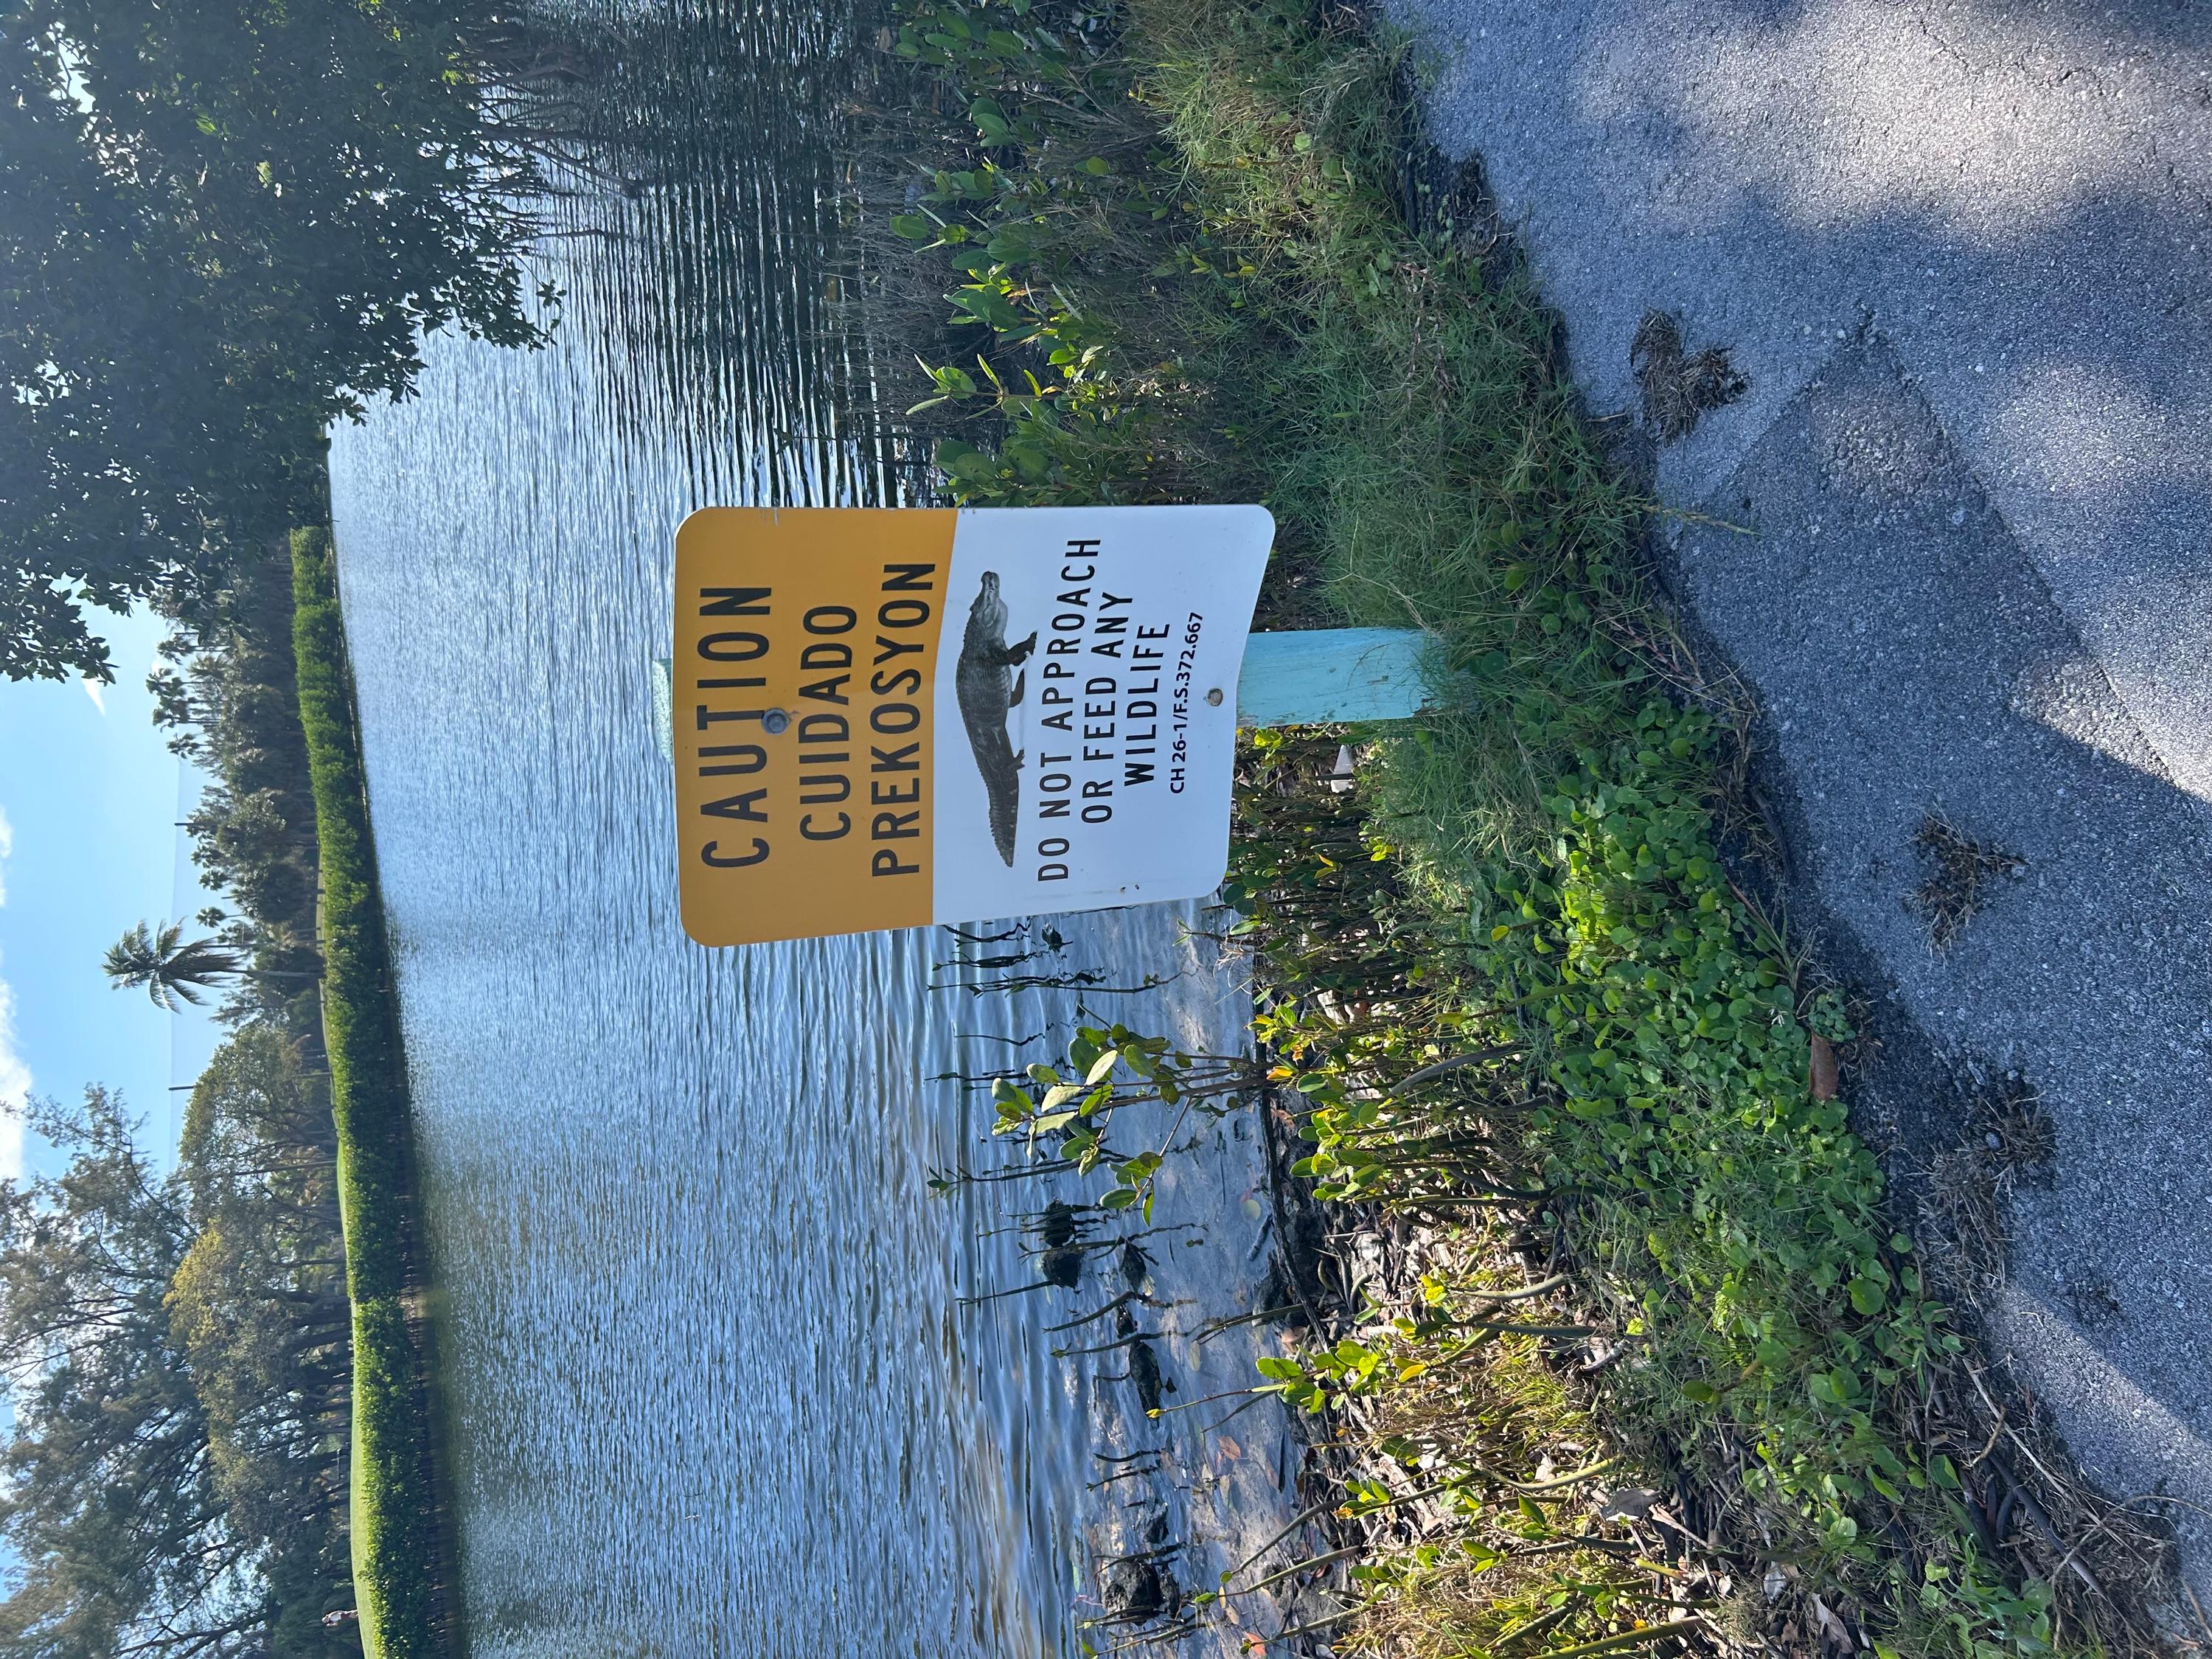 CAUTION
CUIDADO
PREKOSYON
DO NOT APPROACH
OR FEED ANY
WILDLIFE
CH 26-1/F.S.372.667